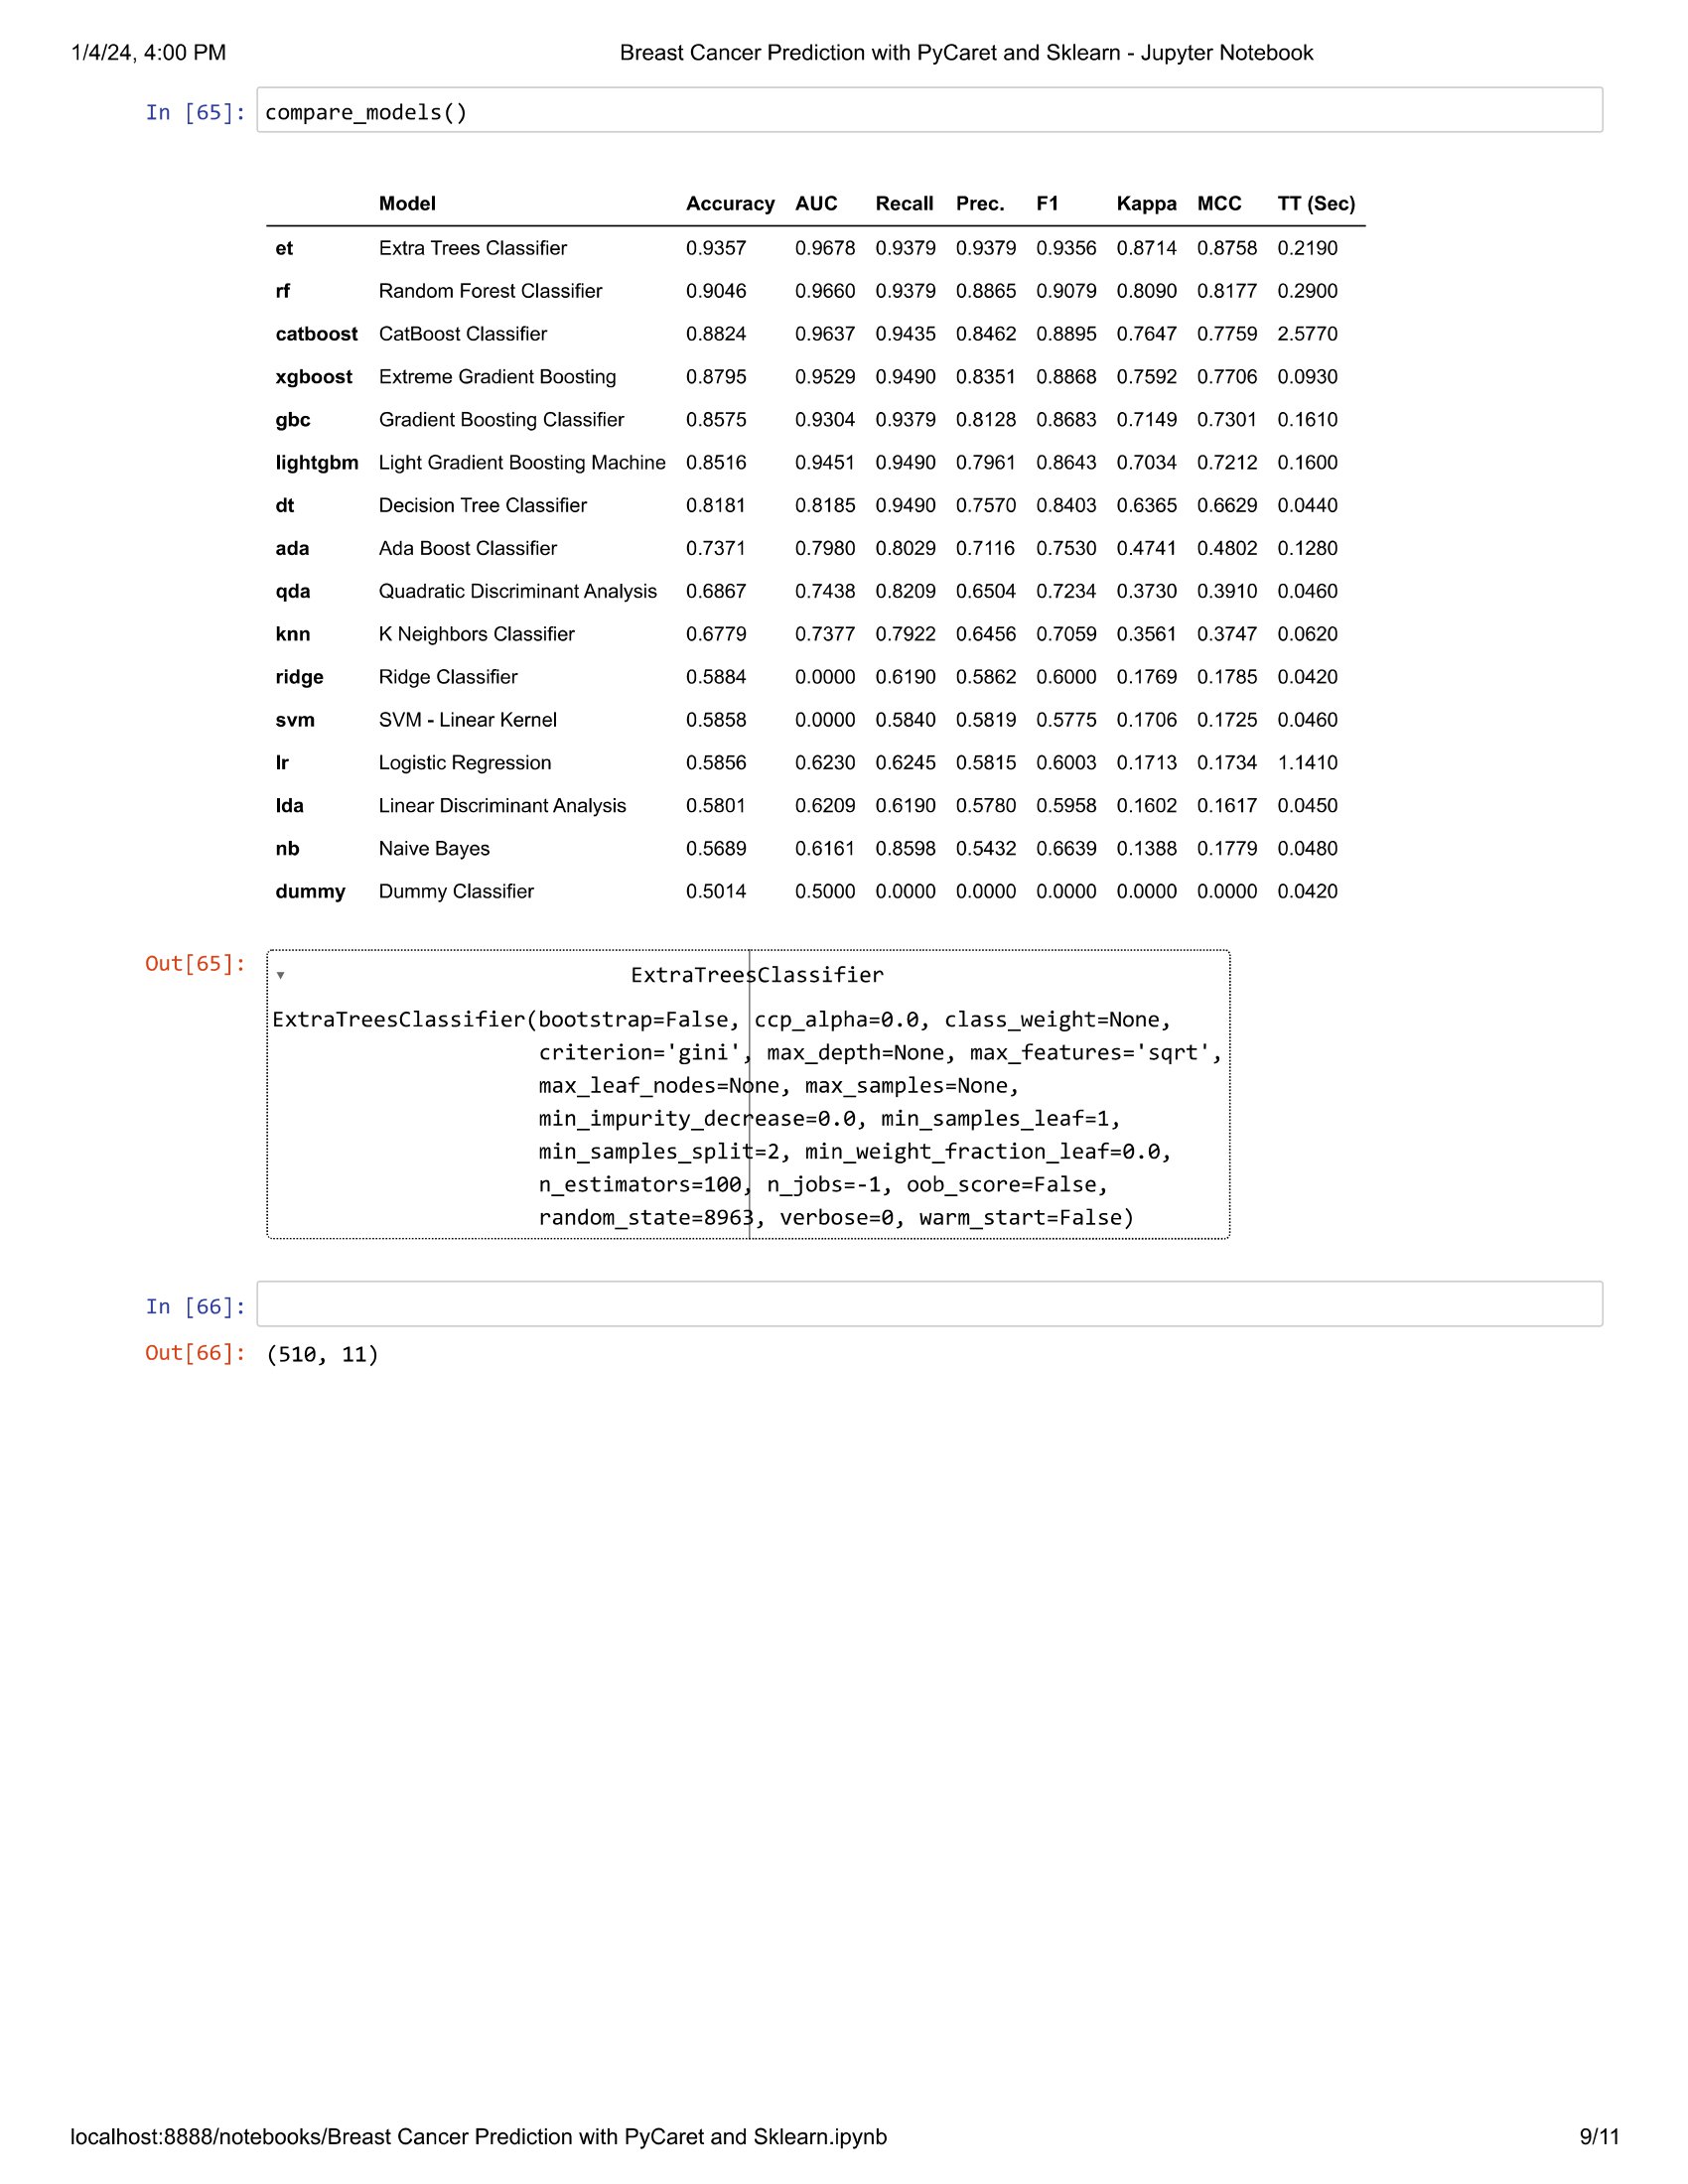 1/4/24, 4:00 PM Breast Cancer Prediction with PyCaret and Sklearn - Jupyter Notebook
In [65]: compare_models()
Model Accuracy AUC Recall Prec. F1 Kappa MCC TT (Sec)
et Extra Trees Classifier 0.9357 0.9678 0.9379 0.9379 0.9356 0.8714 0.8758 0.2190
rf Random Forest Classifier 0.9046 0.9660 0.9379 0.8865 0.9079 0.8090 0.8177 0.2900
catboost CatBoost Classifier 0.8824 0.9637 0.9435 0.8462 0.8895 0.7647 0.7759 2.5770
xgboost Extreme Gradient Boosting 0.8795 0.9529 0.9490 0.8351 0.8868 0.7592 0.7706 0.0930
gbc Gradient Boosting Classifier 0.8575 0.9304 0.9379 0.8128 0.8683 0.7149 0.7301 0.1610
lightgbm Light Gradient Boosting Machine 0.8516 0.9451 0.9490 0.7961 0.8643 0.7034 0.7212 0.1600
dt Decision Tree Classifier 0.8181 0.8185 0.9490 0.7570 0.8403 0.6365 0.6629 0.0440
ada Ada Boost Classifier 0.7371 0.7980 0.8029 0.7116 0.7530 0.4741 0.4802 0.1280
qda Quadratic Discriminant Analysis 0.6867 0.7438 0.8209 0.6504 0.7234 0.3730 0.3910 0.0460
knn K Neighbors Classifier 0.6779 0.7377 0.7922 0.6456 0.7059 0.3561 0.3747 0.0620
ridge Ridge Classifier 0.5884 0.0000 0.6190 0.5862 0.6000 0.1769 0.1785 0.0420
svm SVM - Linear Kernel 0.5858 0.0000 0.5840 0.5819 0.5775 0.1706 0.1725 0.0460
lr Logistic Regression 0.5856 0.6230 0.6245 0.5815 0.6003 0.1713 0.1734 1.1410
lda Linear Discriminant Analysis 0.5801 0.6209 0.6190 0.5780 0.5958 0.1602 0.1617 0.0450
nb Naive Bayes 0.5689 0.6161 0.8598 0.5432 0.6639 0.1388 0.1779 0.0480
dummy Dummy Classifier 0.5014 0.5000 0.0000 0.0000 0.0000 0.0000 0.0000 0.0420
Out[65]: ▾ ExtraTreesClassifier
ExtraTreesClassifier(bootstrap=False, ccp_alpha=0.0, class_weight=None,
criterion='gini', max_depth=None, max_features='sqrt',
max_leaf_nodes=None, max_samples=None,
min_impurity_decrease=0.0, min_samples_leaf=1,
min_samples_split=2, min_weight_fraction_leaf=0.0,
n_estimators=100, n_jobs=-1, oob_score=False,
random_state=8963, verbose=0, warm_start=False)
In [66]:
Out[66]: (510, 11)
localhost:8888/notebooks/Breast Cancer Prediction with PyCaret and Sklearn.ipynb 9/11